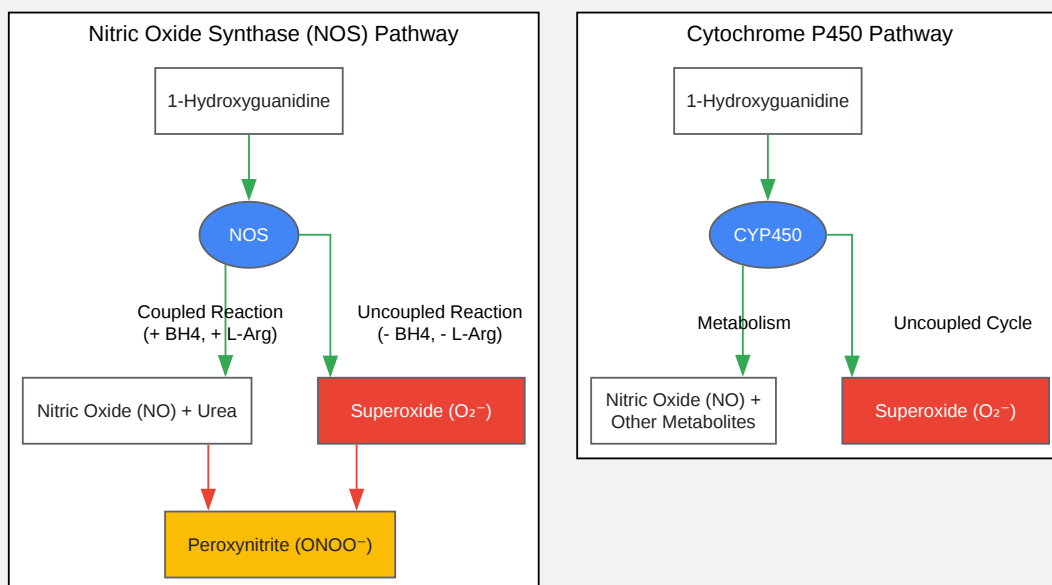 Nitric Oxide Synthase (NOS) Pathway
1-Hydroxyguanidine
NOS
Coupled Reaction
(+ BH4, + L-Arg)
Uncoupled Reaction
(- BH4, - L-Arg)
Nitric Oxide (NO) + Urea
Superoxide (O₂⁻)
Peroxynitrite (ONOO⁻)
Cytochrome P450 Pathway
1-Hydroxyguanidine
CYP450
Metabolism
Uncoupled Cycle
Nitric Oxide (NO) +
Other Metabolites
Superoxide (O₂⁻)